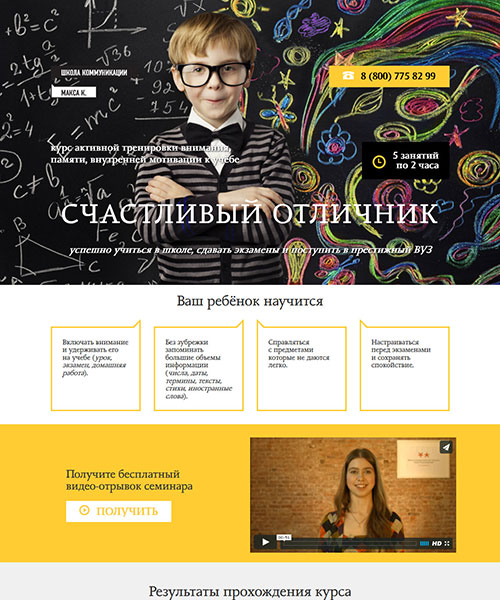 ШКОЛА КОММУНИКАЦИИ
МАКСА К.
8 (800) 775 82 99
курс активной тренировки внимания,
памяти, внутренней мотивации к учебе
5 занятий
по 2 часа
СЧАСТЛИВЫЙ ОТЛИЧНИК
успешно учиться в школе, сдавать экзамены и поступить в престижный ВУЗ
Ваш ребёнок научится
Включать внимание
и удерживать его
на учебе (урок,
экзамен, домашняя
работа).
Без зубрежки
запоминать
большие объемы
информации
(числа, даты,
термины, тексты,
стихи, иностранные
слова).
Справляться
с предметами
которые не даются
легко.
Настраиваться
перед экзаменами
и сохранять
спокойствие.
Получите бесплатный
видео-отрывок семинара
ПОЛУЧИТЬ
HD
Результаты прохождения курса